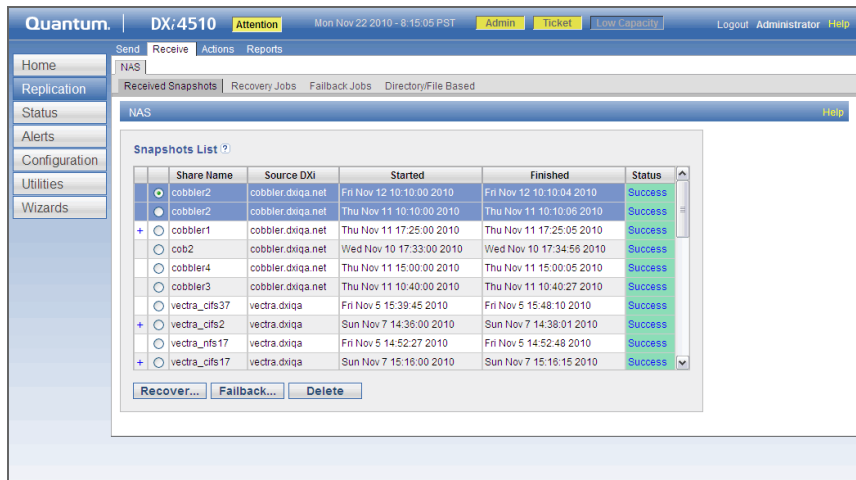 Quantum. DXi4510 Attention Mon Nov 22 2010 - 8:15:05 PST Admin Ticket Low Capacity Logout Administrator Help
Send Receive Actions Reports
Home
NAS
Replication
Received Snapshots Recovery Jobs Failback Jobs Directory/File Based
Status
NAS Help
Alerts
Configuration
Utilities
Wizards
Snapshots List ?
Share Name Source DXi Started Finished Status
cobbler2 cobbler.dxiqa.net Fri Nov 12 10:10:00 2010 Fri Nov 12 10:10:04 2010 Success
cobbler2 cobbler.dxiqa.net Thu Nov 11 10:10:00 2010 Thu Nov 11 10:10:06 2010 Success
+ cobbler1 cobbler.dxiqa.net Thu Nov 11 17:25:00 2010 Thu Nov 11 17:25:05 2010 Success
cob2 cobbler.dxiqa.net Wed Nov 10 17:33:00 2010 Wed Nov 10 17:34:56 2010 Success
cobbler4 cobbler.dxiqa.net Thu Nov 11 15:00:00 2010 Thu Nov 11 15:00:05 2010 Success
cobbler3 cobbler.dxiqa.net Thu Nov 11 10:40:00 2010 Thu Nov 11 10:40:27 2010 Success
vectra_cifs37 vectra.dxiqa Fri Nov 5 15:39:45 2010 Fri Nov 5 15:48:10 2010 Success
+ vectra_cifs2 vectra.dxiqa Sun Nov 7 14:36:00 2010 Sun Nov 7 14:38:01 2010 Success
vectra_nfs17 vectra.dxiqa Fri Nov 5 14:52:27 2010 Fri Nov 5 14:52:48 2010 Success
+ vectra_cifs17 vectra.dxiqa Sun Nov 7 15:16:00 2010 Sun Nov 7 15:16:15 2010 Success
Recover... Failback... Delete